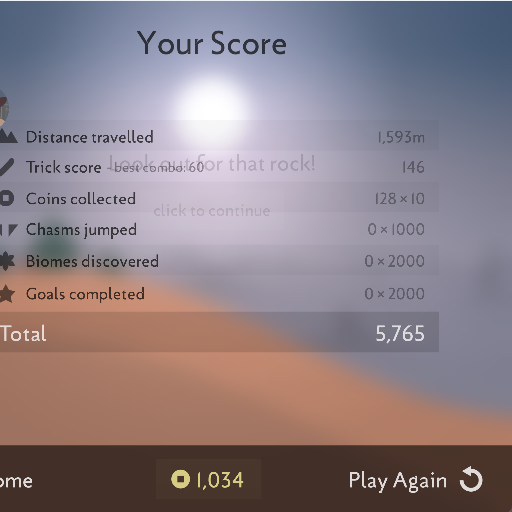 Your Score
Distance travelled 1,593m
Look out for that rock!
Trick score - best combo: 60 146
Coins collected 128 × 10
click to continue
Chasms jumped 0 × 1000
Biomes discovered 0 × 2000
Goals completed 0 × 2000
Total 5,765
ome 1,034 Play Again